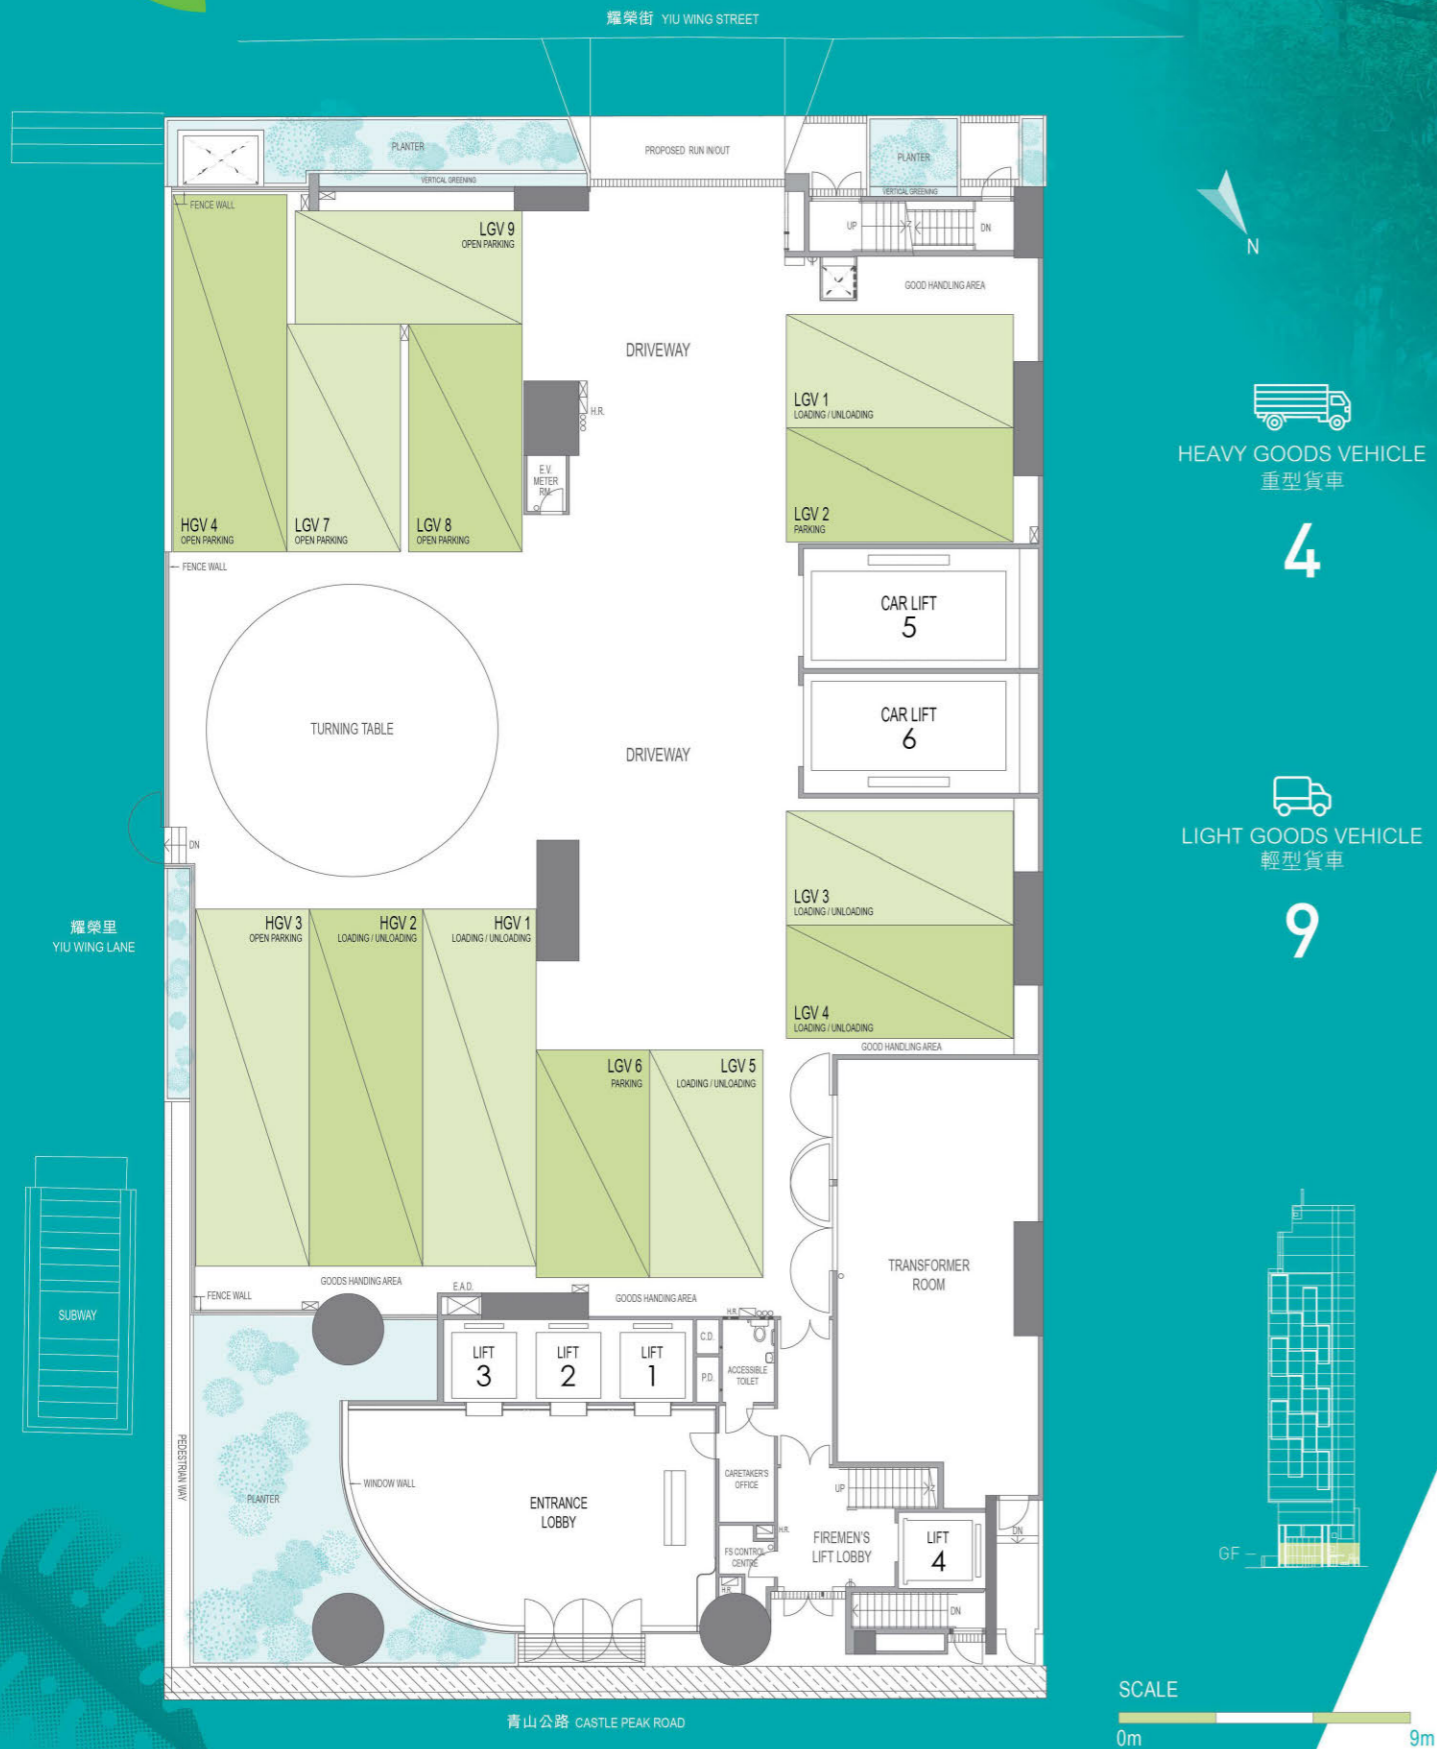 耀榮街 YIU WING STREET
PLANTER
VERTICAL GREENING
PROPOSED RUN IN/OUT
PLANTER
VERTICAL GREENING
FENCE WALL
LGV 9
OPEN PARKING
UP
DN
N
GOOD HANDLING AREA
DRIVEWAY
LGV 1
LOADING / UNLOADING
H.R.
HEAVY GOODS VEHICLE
重型貨車
4
E.V.
METER
RM.
HGV 4
OPEN PARKING
LGV 7
OPEN PARKING
LGV 8
OPEN PARKING
LGV 2
PARKING
FENCE WALL
CAR LIFT
5
TURNING TABLE
DRIVEWAY
CAR LIFT
6
LIGHT GOODS VEHICLE
輕型貨車
9
DN
耀榮里
YIU WING LANE
HGV 3
OPEN PARKING
HGV 2
LOADING / UNLOADING
HGV 1
LOADING / UNLOADING
LGV 3
LOADING / UNLOADING
LGV 4
LOADING / UNLOADING
GOOD HANDLING AREA
LGV 6
PARKING
LGV 5
LOADING / UNLOADING
TRANSFORMER
ROOM
GOODS HANDING AREA
E.A.D.
GOODS HANDING AREA
FENCE WALL
SUBWAY
H.R.
LIFT
3
LIFT
2
LIFT
1
C.D.
P.D.
ACCESSIBLE
TOILET
PEDESTRIAN WAY
PLANTER
WINDOW WALL
ENTRANCE
LOBBY
CARETAKER'S
OFFICE
UP
H.R.
FS CONTROL
CENTRE
H.R.
FIREMEN'S
LIFT LOBBY
LIFT
4
DN
DN
GF
SCALE
0m
9m
青山公路 CASTLE PEAK ROAD